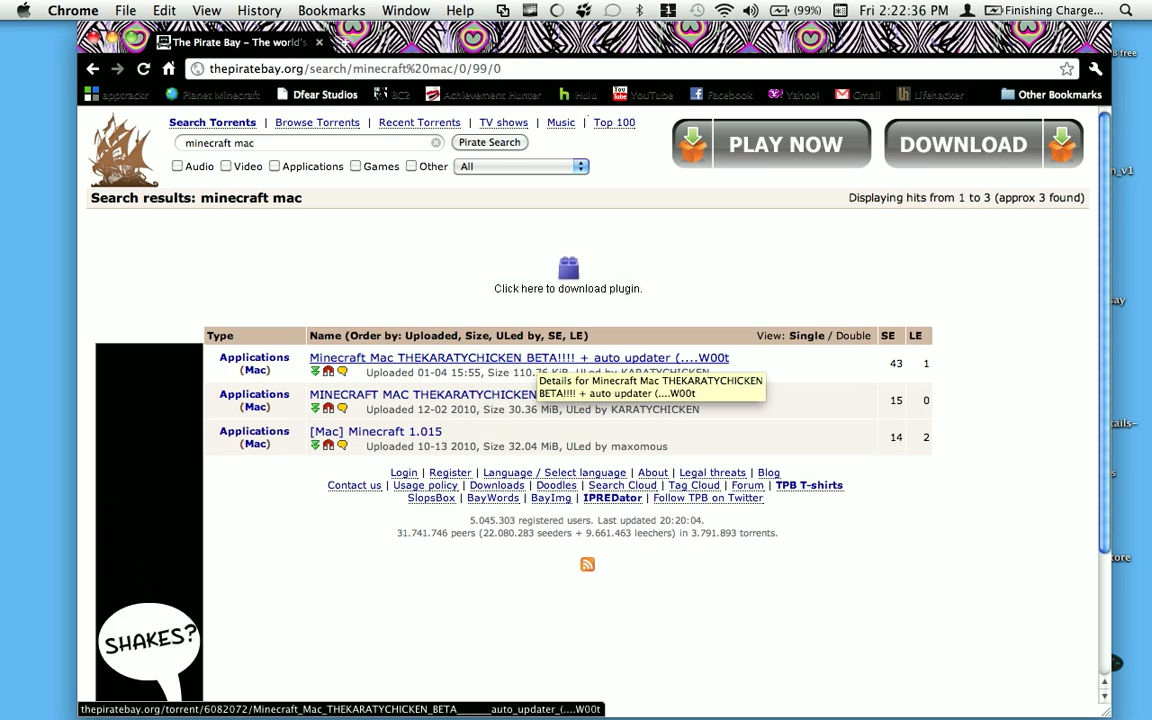 Chrome File Edit View History Bookmarks Window Help (99%) Fri 2:22:36 PM Finishing Charge...
The Pirate Bay – The world's
thepiratebay.org/search/minecraft%20mac/0/99/0
apptrackr Planet Minecraft Dfear Studios BC2 Achievement Hunter Hulu YouTube Facebook Yahoo! Gmail Lifehacker Other Bookmarks
Search Torrents | Browse Torrents | Recent Torrents | TV shows | Music | Top 100
minecraft mac Pirate Search
Audio Video Applications Games Other All
PLAY NOW DOWNLOAD
Search results: minecraft mac Displaying hits from 1 to 3 (approx 3 found)
Click here to download plugin.
Type Name (Order by: Uploaded, Size, ULed by, SE, LE) View: Single / Double SE LE
Applications (Mac) Minecraft Mac THEKARATYCHICKEN BETA!!!! + auto updater (....W00t 43 1
Uploaded 01-04 15:55, Size 110.76 KiB, ULed by KARATYCHICKEN
Details for Minecraft Mac THEKARATYCHICKEN
BETA!!!! + auto updater (....W00t
Applications (Mac) MINECRAFT MAC THEKARATYCHICKEN 15 0
Uploaded 12-02 2010, Size 30.36 MiB, ULed by KARATYCHICKEN
Applications (Mac) [Mac] Minecraft 1.015 14 2
Uploaded 10-13 2010, Size 32.04 MiB, ULed by maxomous
Login | Register | Language / Select language | About | Legal threats | Blog
Contact us | Usage policy | Downloads | Doodles | Search Cloud | Tag Cloud | Forum | TPB T-shirts
SlopsBox | BayWords | BayImg | IPREDator | Follow TPB on Twitter
5.045.303 registered users. Last updated 20:20:04.
31.741.746 peers (22.080.283 seeders + 9.661.463 leechers) in 3.791.893 torrents.
SHAKES?
thepiratebay.org/torrent/6082072/Minecraft_Mac_THEKARATYCHICKEN_BETA______auto_updater_(....W00t